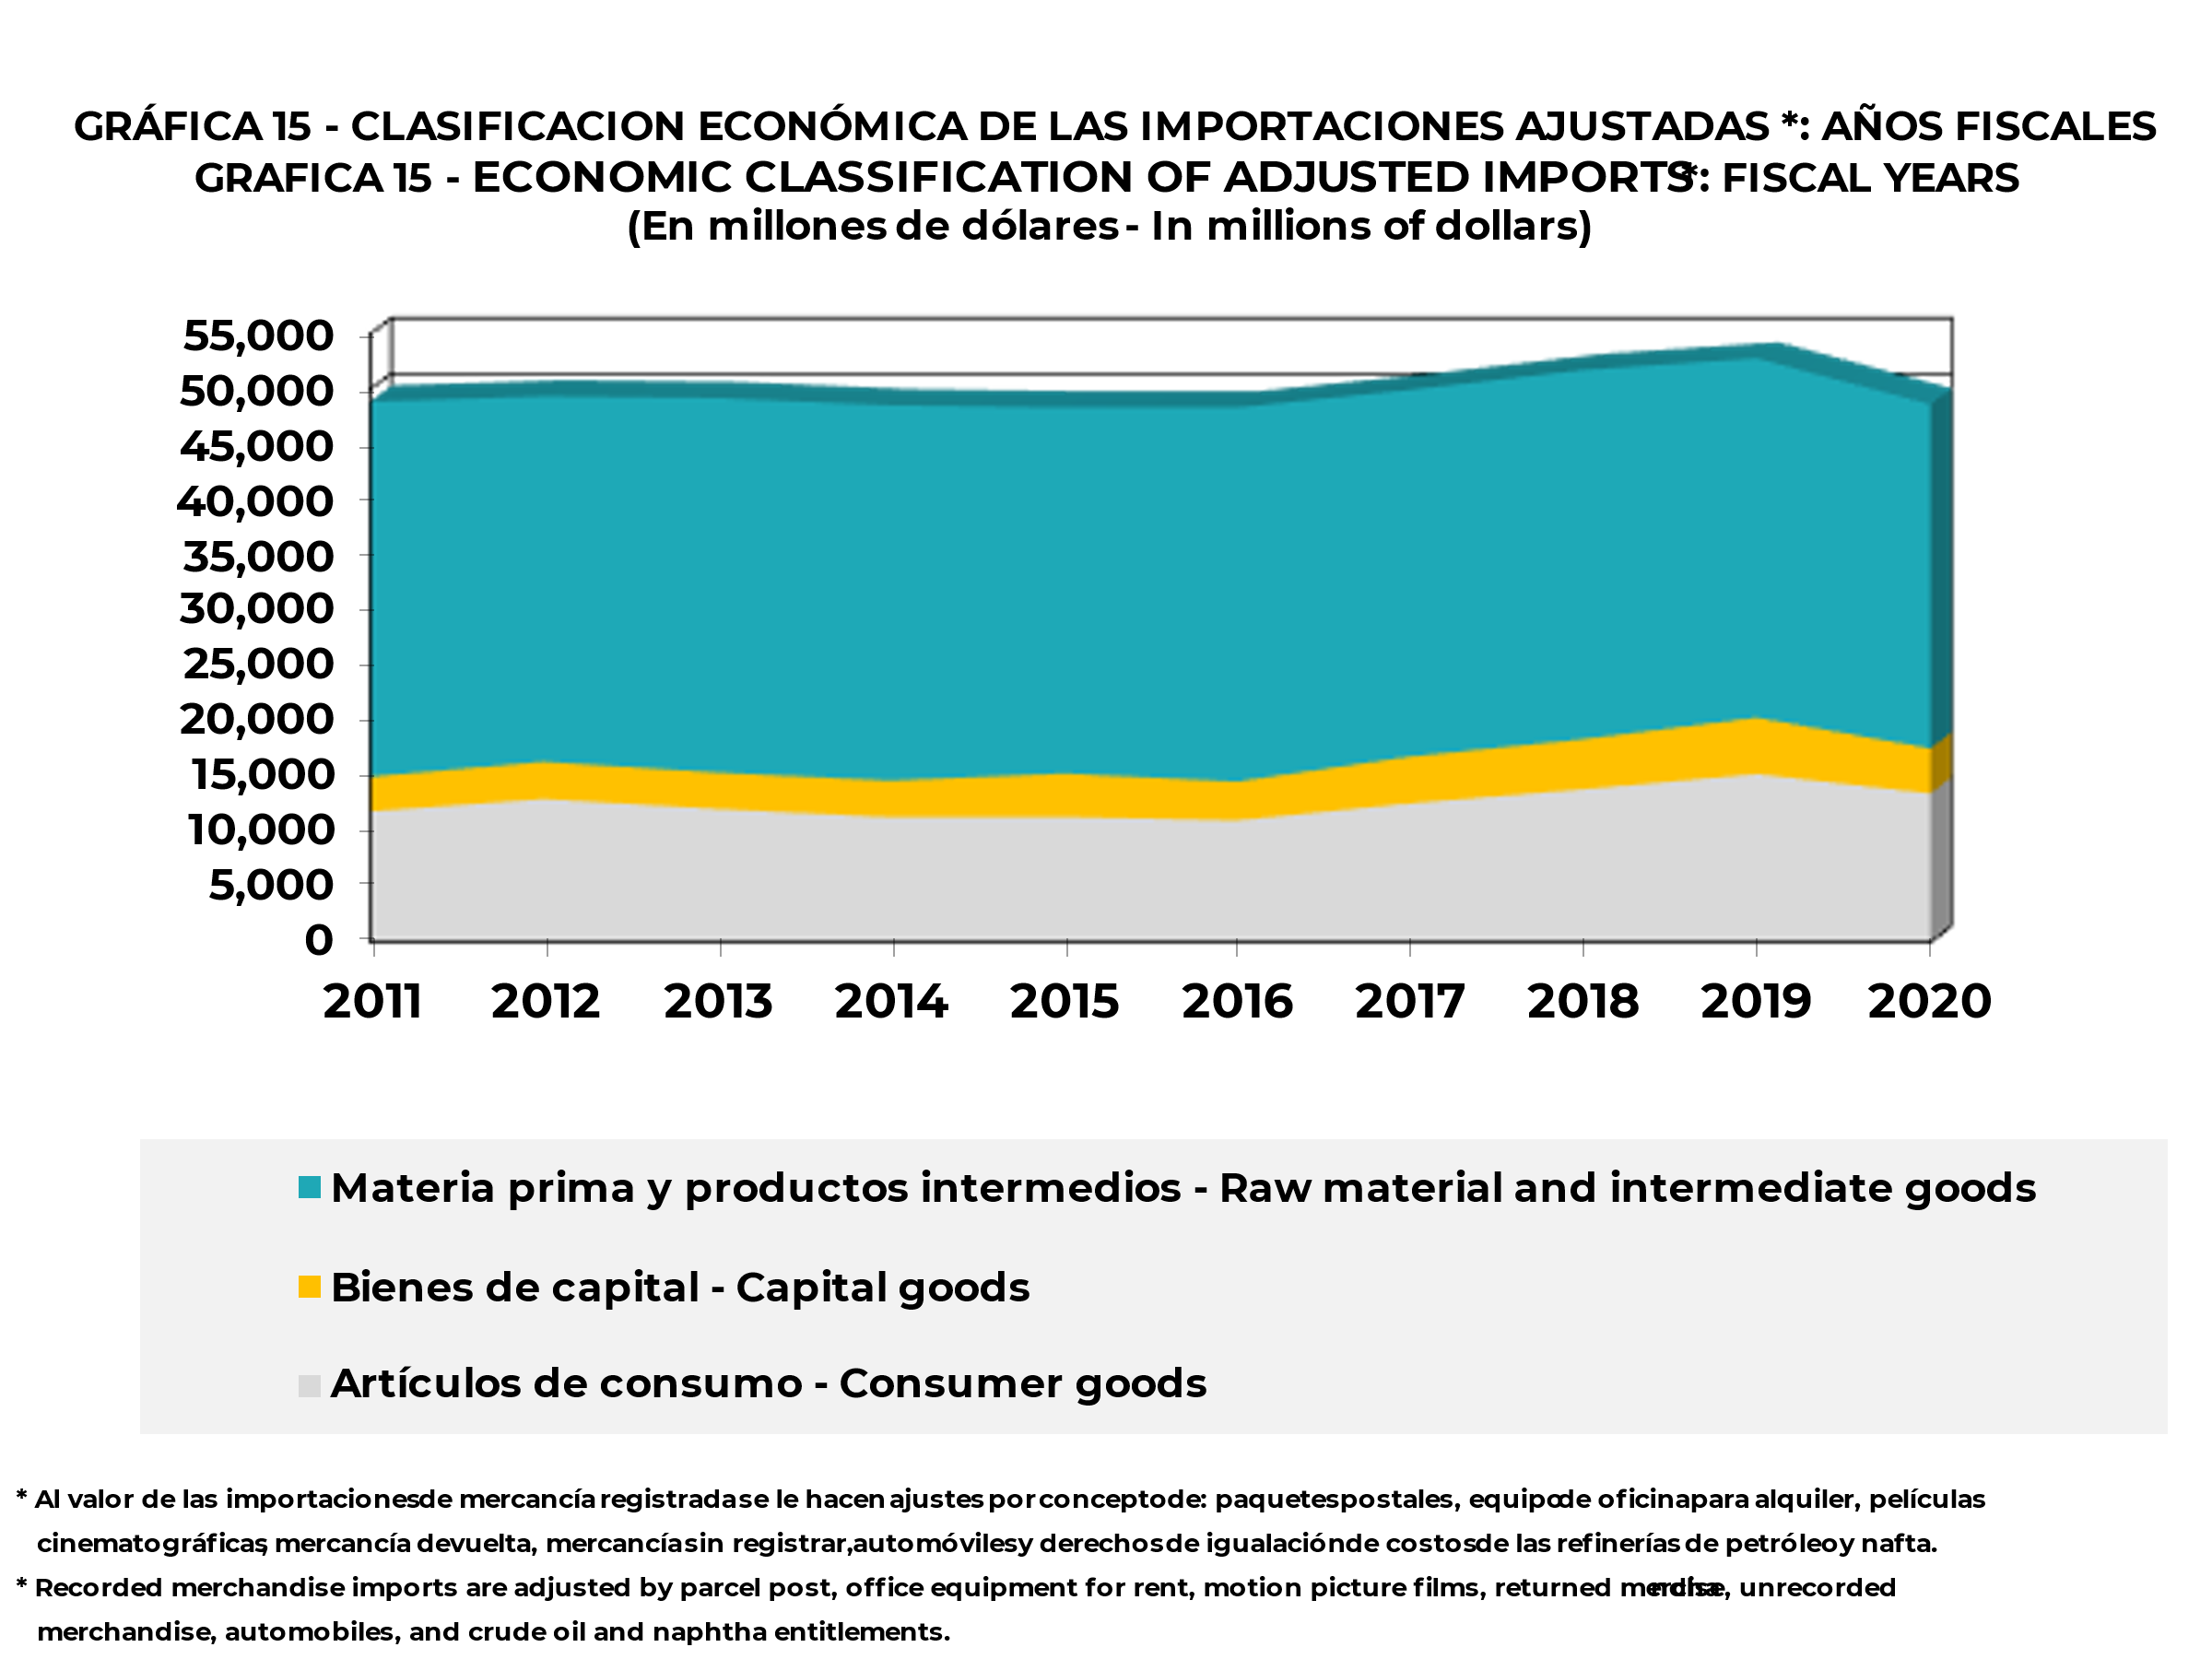 GRÁFICA 15 - CLASIFICACION ECONÓMICA DE LAS IMPORTACIONES AJUSTADAS *: AÑOS FISCALES
GRAFICA 15 - ECONOMIC CLASSIFICATION OF ADJUSTED IMPORTS*: FISCAL YEARS
(En millones de dólares - In millions of dollars)
55,000
50,000
45,000
40,000
35,000
30,000
25,000
20,000
15,000
10,000
5,000
0
2011 2012 2013 2014 2015 2016 2017 2018 2019 2020
Materia prima y productos intermedios - Raw material and intermediate goods
Bienes de capital - Capital goods
Artículos de consumo - Consumer goods
* Al valor de las importaciones de mercancía registrada se le hacen ajustes por concepto de: paquetes postales, equipo de oficina para alquiler, películas
cinematográficas, mercancía devuelta, mercancía sin registrar, automóviles y derechos de igualación de costos de las refinerías de petróleo y nafta.
* Recorded merchandise imports are adjusted by parcel post, office equipment for rent, motion picture films, returned merchandise, unrecorded
merchandise, automobiles, and crude oil and naphtha entitlements.